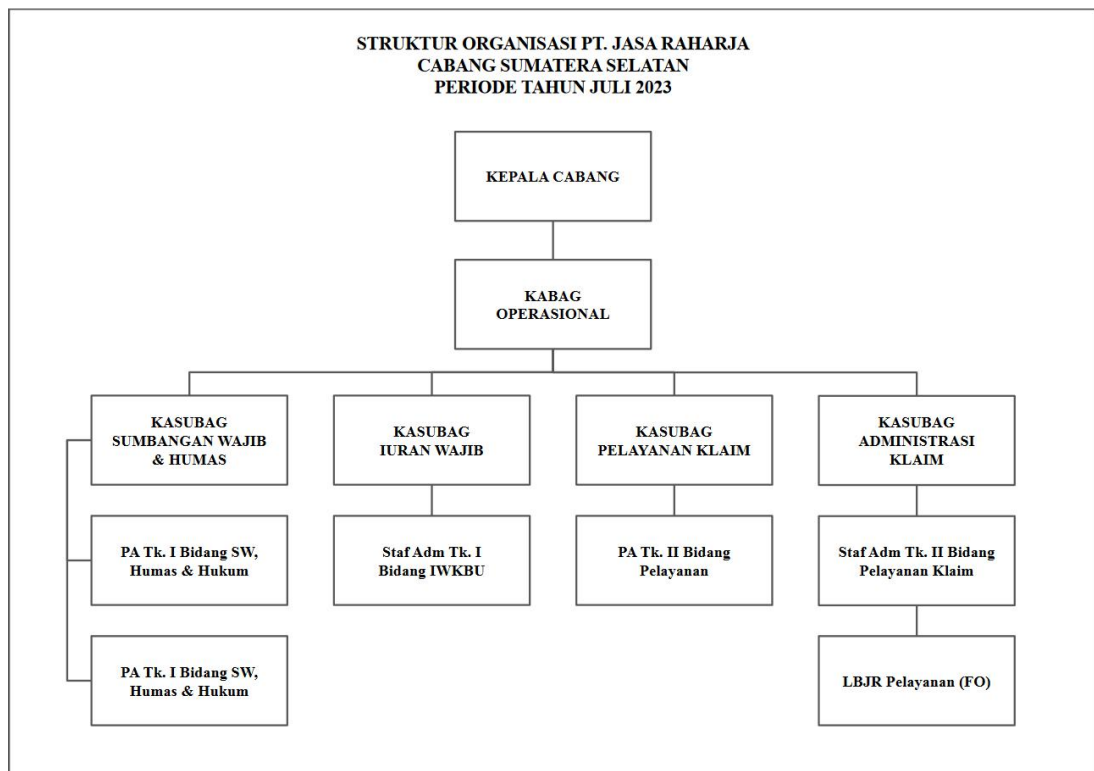 STRUKTUR ORGANISASI PT. JASA RAHARJA
CABANG SUMATERA SELATAN
PERIODE TAHUN JULI 2023
KEPALA CABANG
KABAG
OPERASIONAL
KASUBAG
SUMBANGAN WAJIB
& HUMAS
KASUBAG
IURAN WAJIB
KASUBAG
PELAYANAN KLAIM
KASUBAG
ADMINISTRASI
KLAIM
PA Tk. I Bidang SW,
Humas & Hukum
Staf Adm Tk. I
Bidang IWKBU
PA Tk. II Bidang
Pelayanan
Staf Adm Tk. II Bidang
Pelayanan Klaim
PA Tk. I Bidang SW,
Humas & Hukum
LBJR Pelayanan (FO)